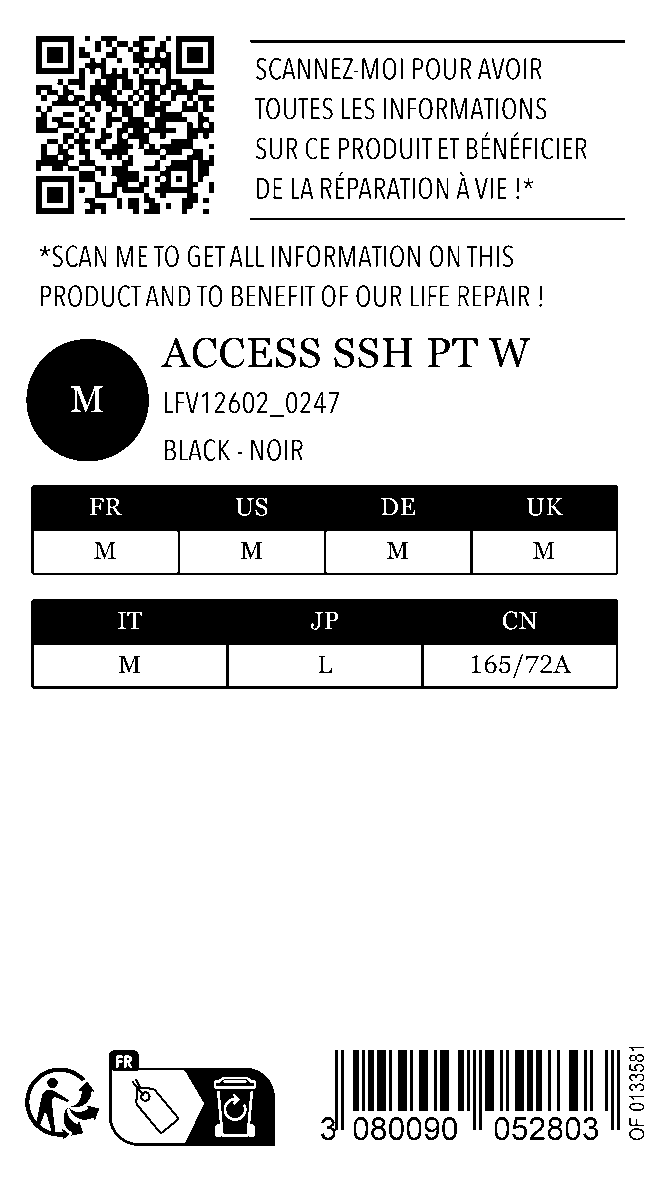 SCANNEZ-MOI POUR AVOIR
TOUTES LES INFORMATIONS
SUR CE PRODUIT ET BÉNÉFICIER
DE LA RÉPARATION À VIE !*
*SCAN ME TO GET ALL INFORMATION ON THIS
PRODUCT AND TO BENEFIT OF OUR LIFE REPAIR !
M
ACCESS SSH PT W
LFV12602_0247
BLACK - NOIR
FR US DE UK
M M M M
IT JP CN
M L 165/72A
FR
3 080090 052803
OF 0133581